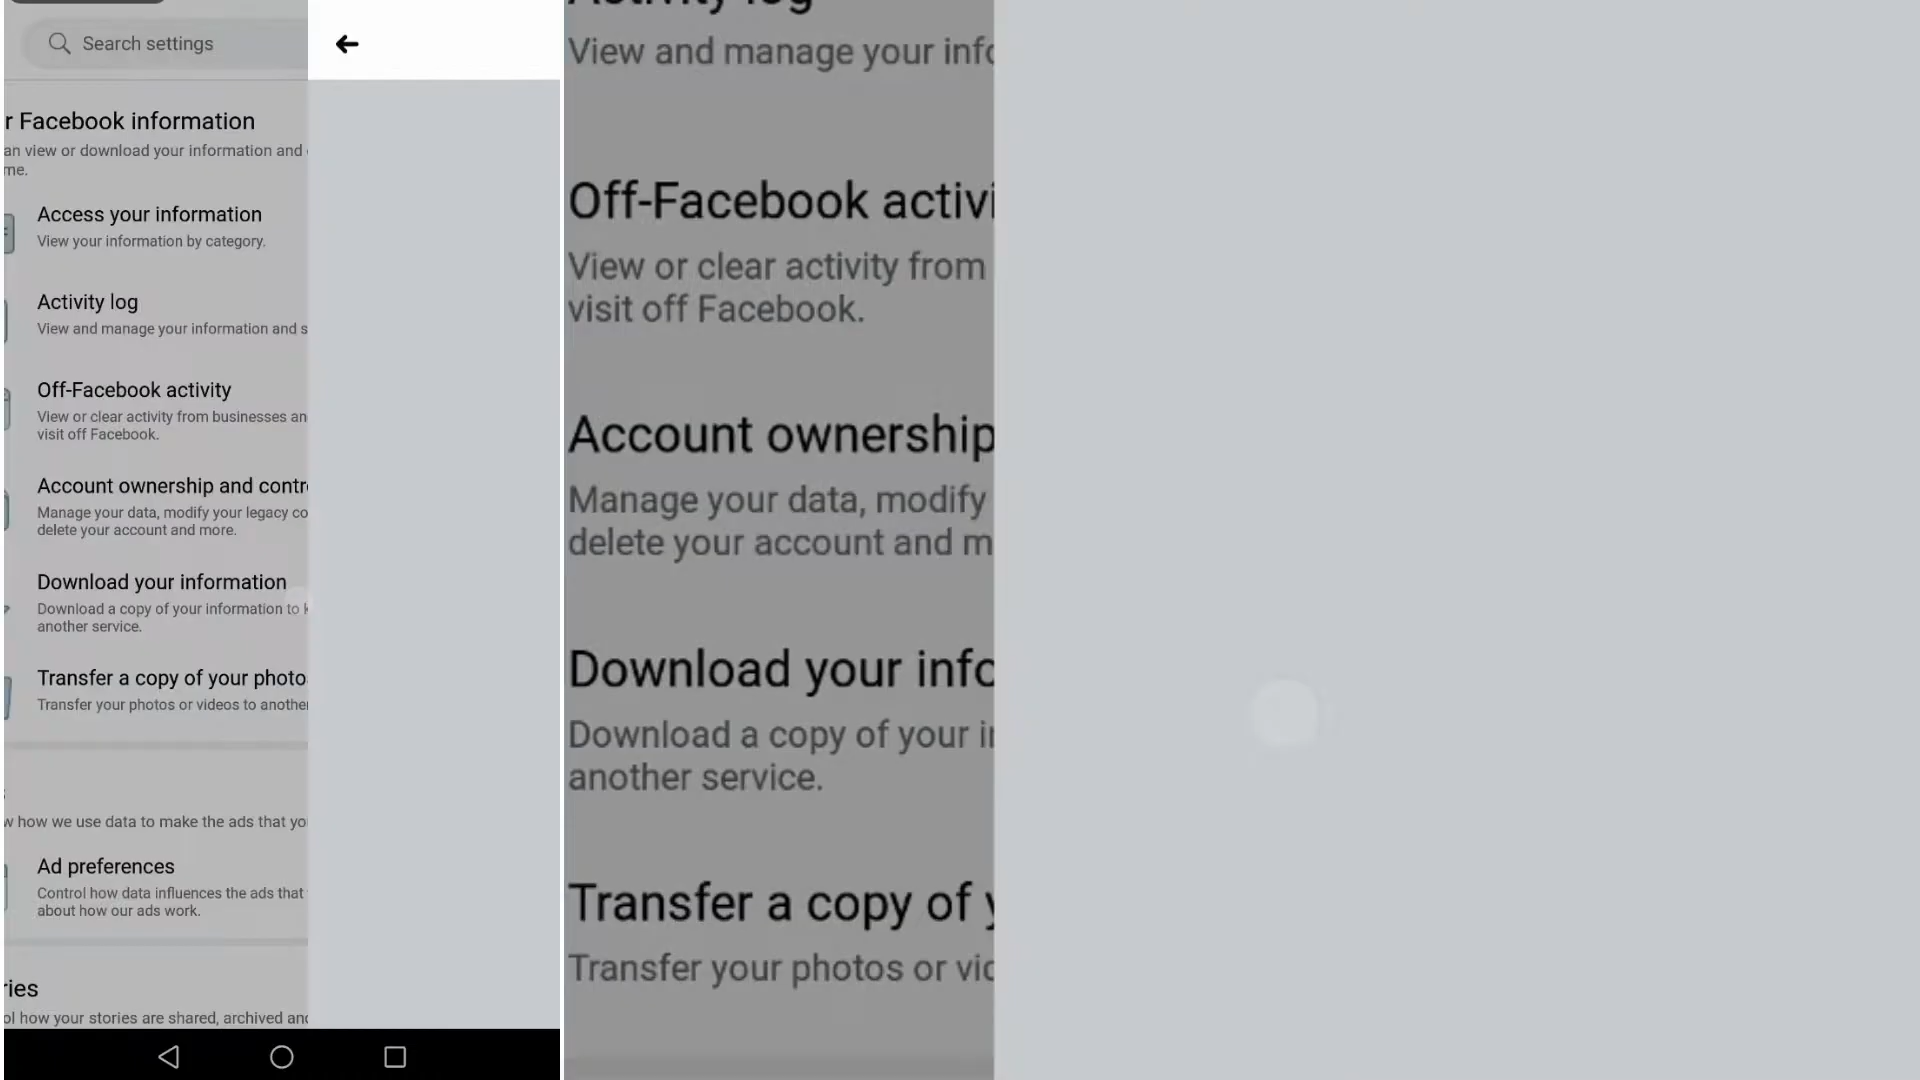 Search settings
r Facebook information
an view or download your information and
me.
Access your information
View your information by category.
Activity log
View and manage your information and s
Off-Facebook activity
View or clear activity from businesses an
visit off Facebook.
Account ownership and contr
Manage your data, modify your legacy co
delete your account and more.
Download your information
Download a copy of your information to k
another service.
Transfer a copy of your photo
Transfer your photos or videos to another
w how we use data to make the ads that yo
Ad preferences
Control how data influences the ads that
about how our ads work.
ries
ol how your stories are shared, archived and
Activity log
View and manage your info
Off-Facebook activi
View or clear activity from
visit off Facebook.
Account ownership
Manage your data, modify
delete your account and m
Download your info
Download a copy of your i
another service.
Transfer a copy of y
Transfer your photos or vid